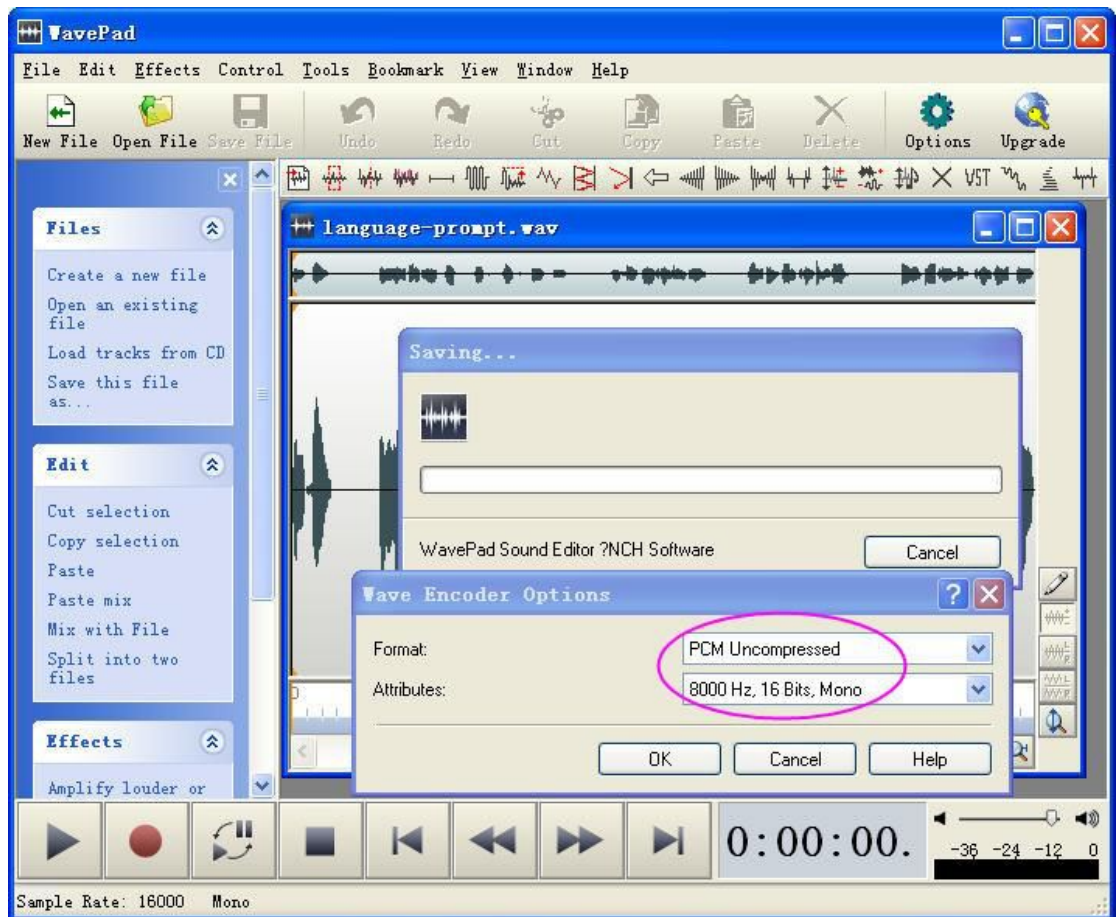 WavePad
File Edit Effects Control Tools Bookmark View Window Help
New File Open File Save File Undo Redo Cut Copy Paste Delete Options Upgrade
VST
Files
Create a new file
Open an existing
file
Load tracks from CD
Save this file
as...
Edit
Cut selection
Copy selection
Paste
Paste mix
Mix with File
Split into two
files
Effects
Amplify louder or
language-prompt.wav
Saving...
WavePad Sound Editor ?NCH Software
Cancel
Wave Encoder Options
Format: PCM Uncompressed
Attributes: 8000 Hz, 16 Bits, Mono
OK Cancel Help
0:00:00.
-36 -24 -12 0
Sample Rate: 16000 Mono